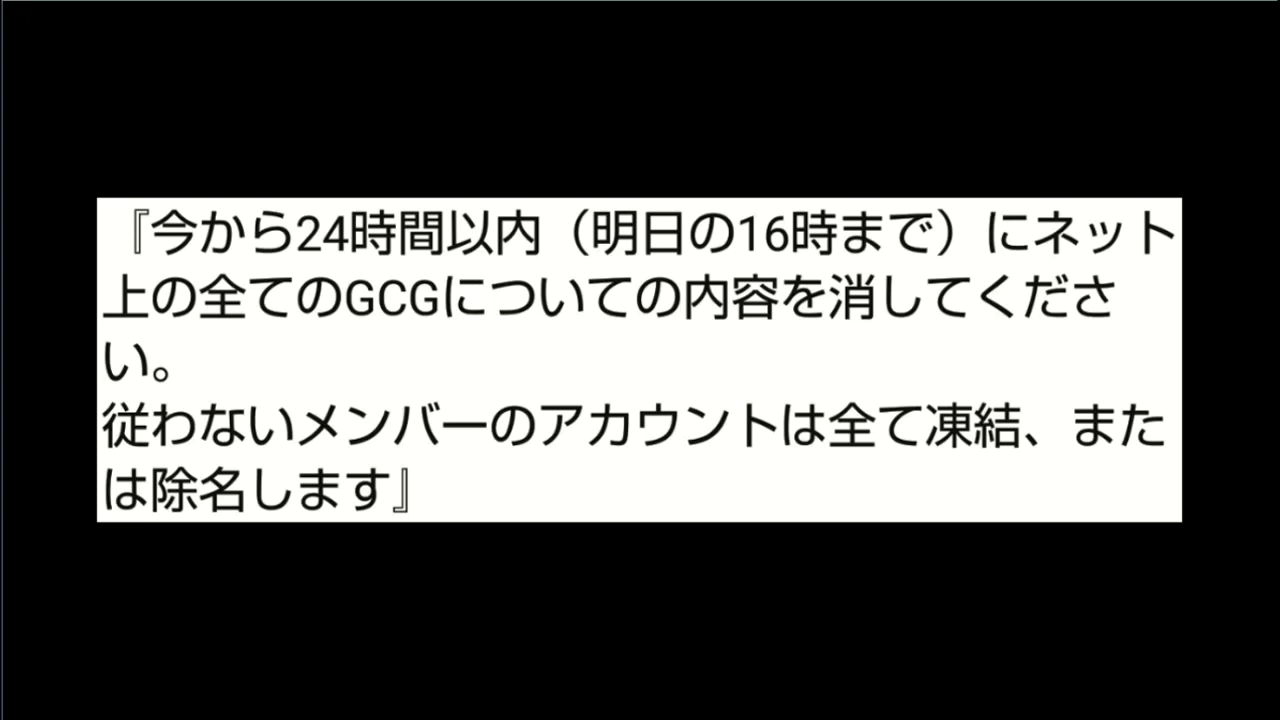 『今から24時間以内（明日の16時まで）にネット
上の全てのGCGについての内容を消してくださ
い。
従わないメンバーのアカウントは全て凍結、また
は除名します』